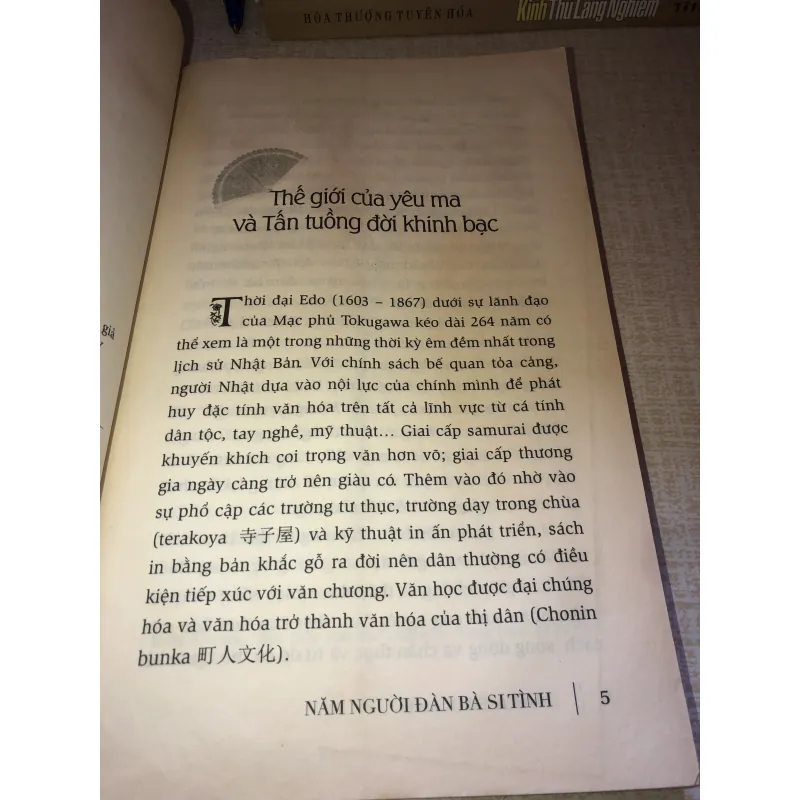 HÒA THƯỢNG TUYÊN HÓA
Kinh Thủ Lăng Nghiêm
Thế giới của yêu ma
và Tấn tuồng đời khinh bạc
Thời đại Edo (1603 – 1867) dưới sự lãnh đạo
của Mạc phủ Tokugawa kéo dài 264 năm có
thể xem là một trong những thời kỳ êm đềm nhất trong
lịch sử Nhật Bản. Với chính sách bế quan tỏa cảng,
người Nhật dựa vào nội lực của chính mình để phát
huy đặc tính văn hóa trên tất cả lĩnh vực từ cá tính
dân tộc, tay nghề, mỹ thuật... Giai cấp samurai được
khuyến khích coi trọng văn hơn võ; giai cấp thương
gia ngày càng trở nên giàu có. Thêm vào đó nhờ vào
sự phổ cập các trường tư thục, trường dạy trong chùa
(terakoya 寺子屋) và kỹ thuật in ấn phát triển, sách
in bằng bản khắc gỗ ra đời nên dân thường có điều
kiện tiếp xúc với văn chương. Văn học được đại chúng
hóa và văn hóa trở thành văn hóa của thị dân (Chonin
bunka 町人文化).
NĂM NGƯỜI ĐÀN BÀ SI TÌNH | 5
giả